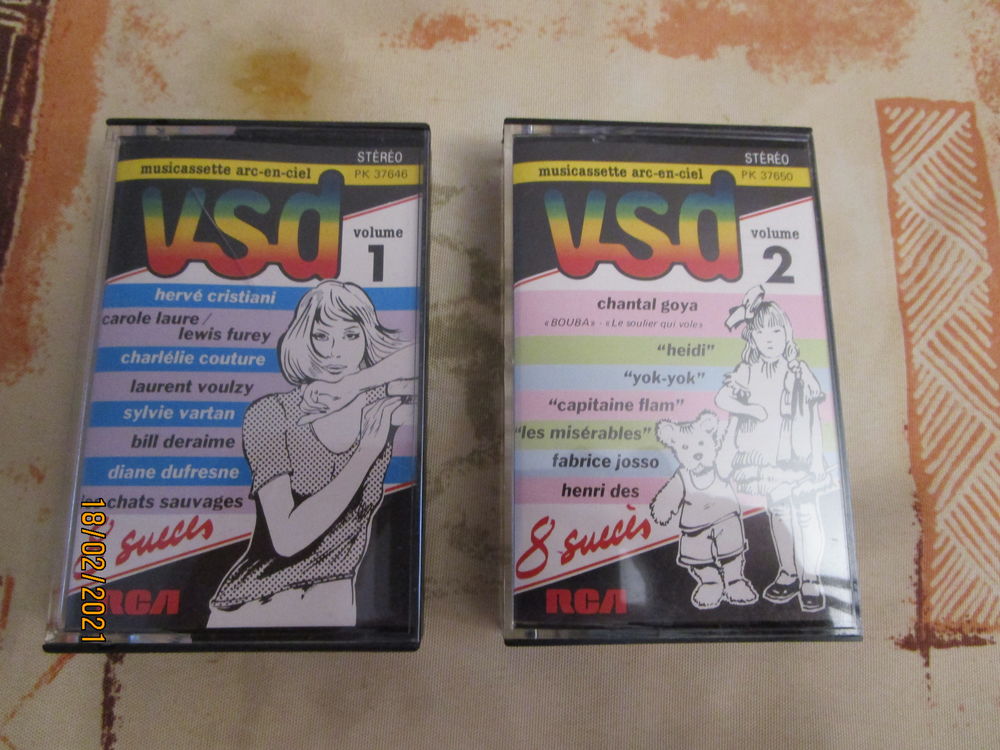 STÉRÉO
musicassette arc-en-ciel
PK 37646
vsd
volume
1
hervé cristiani
carole laure /
lewis furey
charlélie couture
laurent voulzy
sylvie vartan
bill deraime
diane dufresne
chats sauvages
8 succès
RCA
18/02/2021
STÉRÉO
musicassette arc-en-ciel
PK 37650
vsd
volume
2
chantal goya
«BOUBA» - «Le soulier qui vole»
"heidi"
"yok-yok"
"capitaine flam"
"les misérables"
fabrice josso
henri des
8 succès
RCA